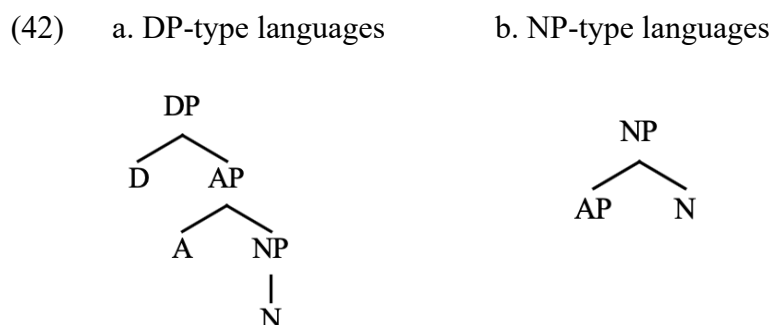 (42) a. DP-type languages b. NP-type languages
DP
NP
D AP
AP N
A NP
N